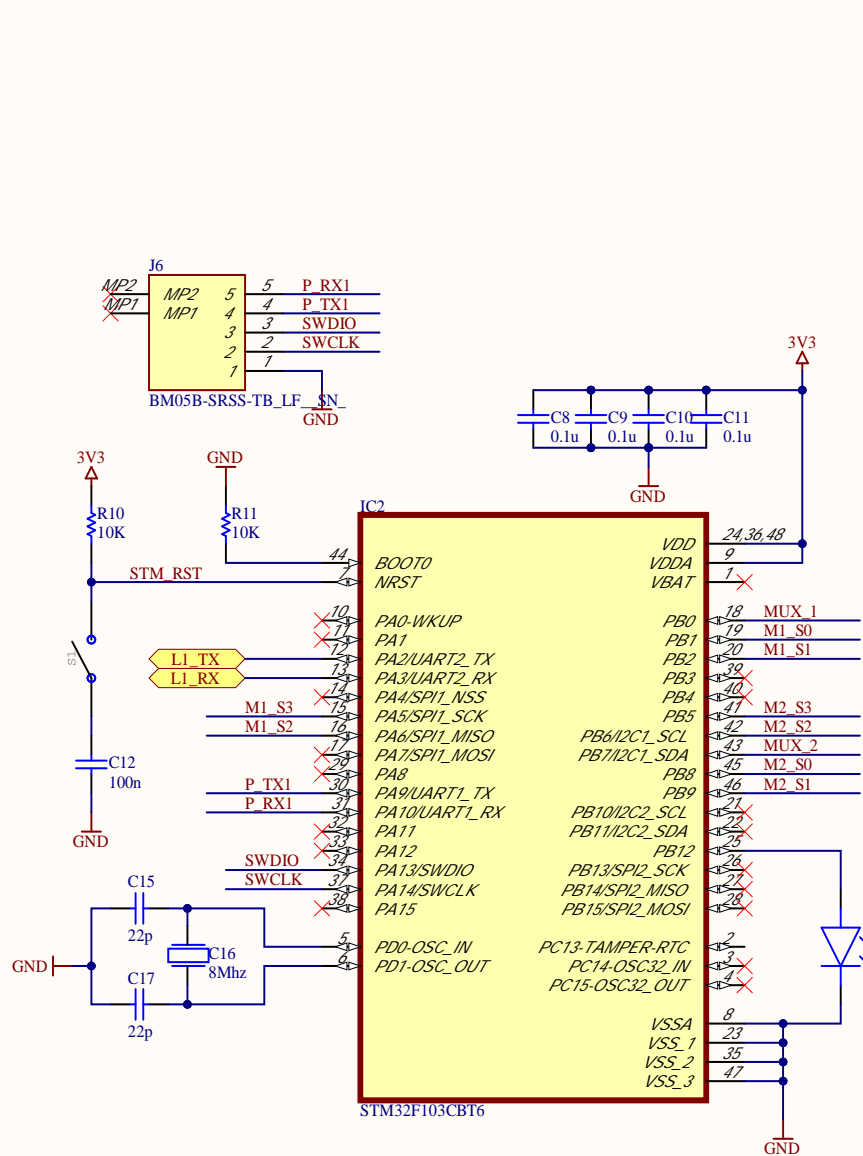 J6
MP2
MP1
MP2
MP1
5
4
3
2
1
5 P_RX1
4 P_TX1
3 SWDIO
2 SWCLK
1
BM05B-SRSS-TB_LF__SN_
GND
3V3
C8
0.1u
C9
0.1u
C10
0.1u
C11
0.1u
GND
3V3
R10
10K
GND
R11
10K
STM_RST
S1
C12
100n
GND
IC2
44 BOOT0
7 NRST
10 PA0-WKUP
11 PA1
L1_TX 12 PA2/UART2_TX
L1_RX 13 PA3/UART2_RX
14 PA4/SPI1_NSS
M1_S3 15 PA5/SPI1_SCK
M1_S2 16 PA6/SPI1_MISO
17 PA7/SPI1_MOSI
29 PA8
P_TX1 30 PA9/UART1_TX
P_RX1 31 PA10/UART1_RX
32 PA11
33 PA12
SWDIO 34 PA13/SWDIO
SWCLK 37 PA14/SWCLK
38 PA15
5 PD0-OSC_IN
6 PD1-OSC_OUT
VDD 24,36,48
VDDA 9
VBAT 1
PB0 18 MUX_1
PB1 19 M1_S0
PB2 20 M1_S1
PB3 39
PB4 40
PB5 41 M2_S3
PB6/I2C1_SCL 42 M2_S2
PB7/I2C1_SDA 43 MUX_2
PB8 45 M2_S0
PB9 46 M2_S1
PB10/I2C2_SCL 21
PB11/I2C2_SDA 22
PB12 25
PB13/SPI2_SCK 26
PB14/SPI2_MISO 27
PB15/SPI2_MOSI 28
PC13-TAMPER-RTC 2
PC14-OSC32_IN 3
PC15-OSC32_OUT 4
VSSA 8
VSS_1 23
VSS_2 35
VSS_3 47
STM32F103CBT6
GND
C15
22p
GND
C16
8Mhz
C17
22p